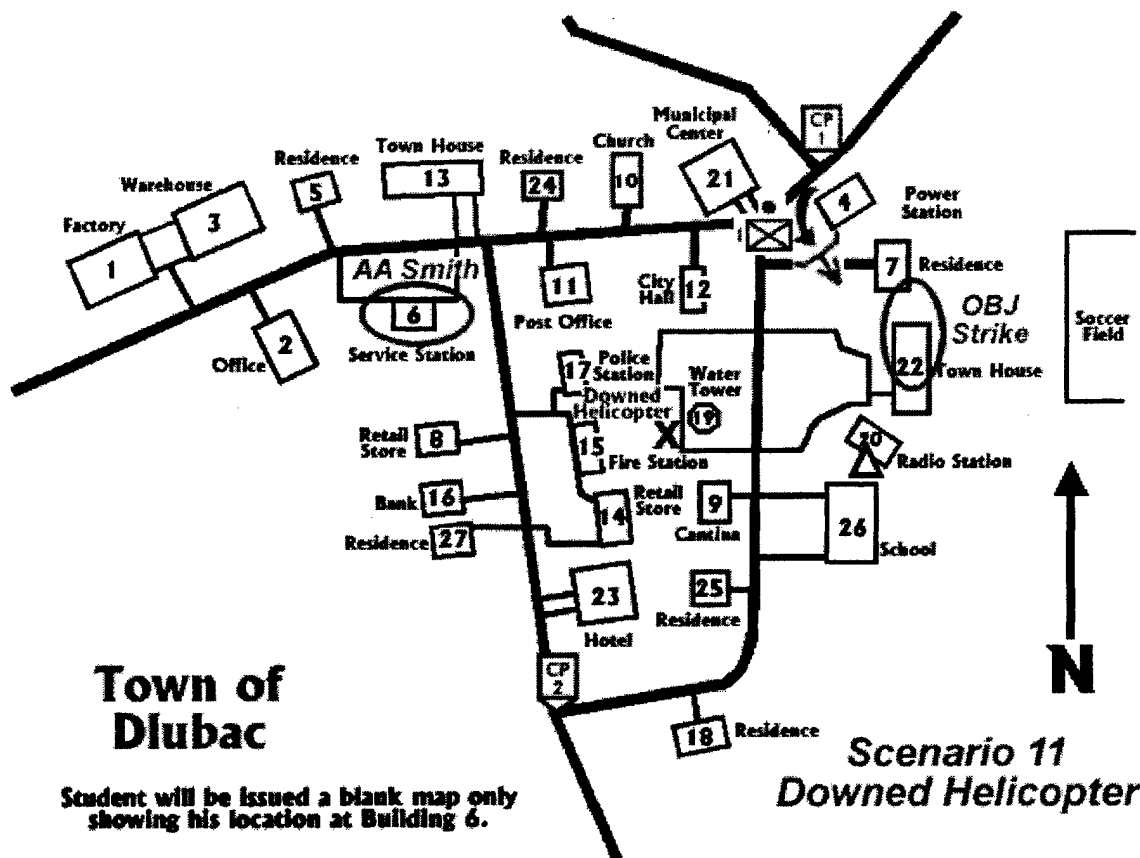 CP
1
Municipal
Center
21
Church
10
Residence
24
Town House
13
Residence
5
Warehouse
3
Factory
1
4
Power
Station
7
Residence
AA Smith
6
Service Station
11
Post Office
City
Hall
12
OBJ
Strike
Soccer
Field
Office
2
17
Police
Station
Downed
Helicopter
X
Water
Tower
19
22
Town House
Retail
Store
8
15
Fire Station
20
Radio Station
Bank
16
Retail
Store
14
9
Cantina
26
School
Residence
27
23
Hotel
25
Residence
N
CP
2
18
Residence
Town of
Dlubac
Student will be issued a blank map only
showing his location at Building 6.
Scenario 11
Downed Helicopter